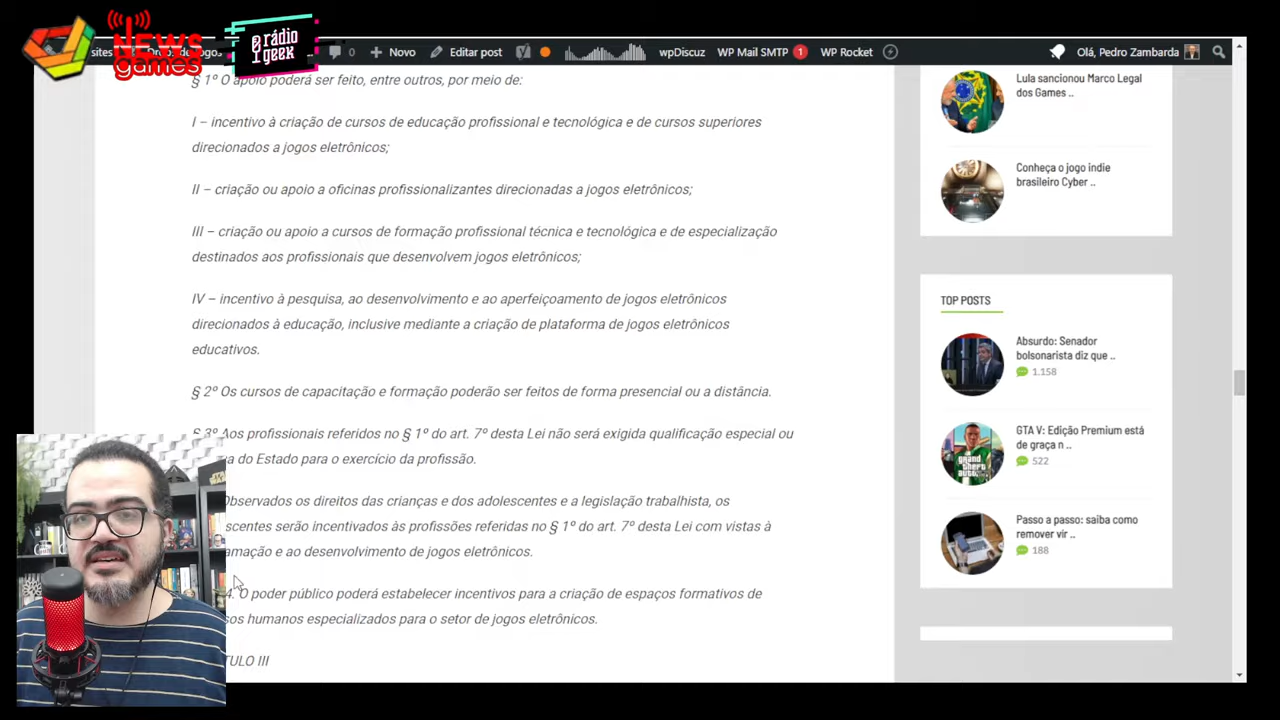 NEWS
games
rádio
geek
Novo
Editar post
wpDiscuz
WP Mail SMTP 1
WP Rocket
Olá, Pedro Zambarda
§ 1º O apoio poderá ser feito, entre outros, por meio de:
I – incentivo à criação de cursos de educação profissional e tecnológica e de cursos superiores
direcionados a jogos eletrônicos;
II – criação ou apoio a oficinas profissionalizantes direcionadas a jogos eletrônicos;
III – criação ou apoio a cursos de formação profissional técnica e tecnológica e de especialização
destinados aos profissionais que desenvolvem jogos eletrônicos;
IV – incentivo à pesquisa, ao desenvolvimento e ao aperfeiçoamento de jogos eletrônicos
direcionados à educação, inclusive mediante a criação de plataforma de jogos eletrônicos
educativos.
§ 2º Os cursos de capacitação e formação poderão ser feitos de forma presencial ou a distância.
§ 3º Aos profissionais referidos no § 1º do art. 7º desta Lei não será exigida qualificação especial ou
do Estado para o exercício da profissão.
Observados os direitos das crianças e dos adolescentes e a legislação trabalhista, os
scentes serão incentivados às profissões referidas no § 1º do art. 7º desta Lei com vistas à
amação e ao desenvolvimento de jogos eletrônicos.
4. O poder público poderá estabelecer incentivos para a criação de espaços formativos de
sos humanos especializados para o setor de jogos eletrônicos.
TULO III
Lula sancionou Marco Legal
dos Games ..
Conheça o jogo indie
brasileiro Cyber ..
TOP POSTS
Absurdo: Senador
bolsonarista diz que ..
1.158
GTA V: Edição Premium está
de graça n ..
522
Passo a passo: saiba como
remover vir ..
188